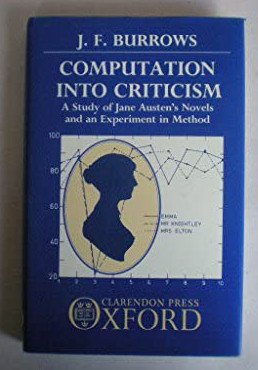 J. F. BURROWS
COMPUTATION
INTO CRITICISM
A Study of Jane Austen's Novels
and an Experiment in Method
100
80
60
40
20
EMMA
MR KNIGHTLEY
MRS ELTON
1 2 3 4 5 6 7 8 9 10
CLARENDON PRESS
OXFORD